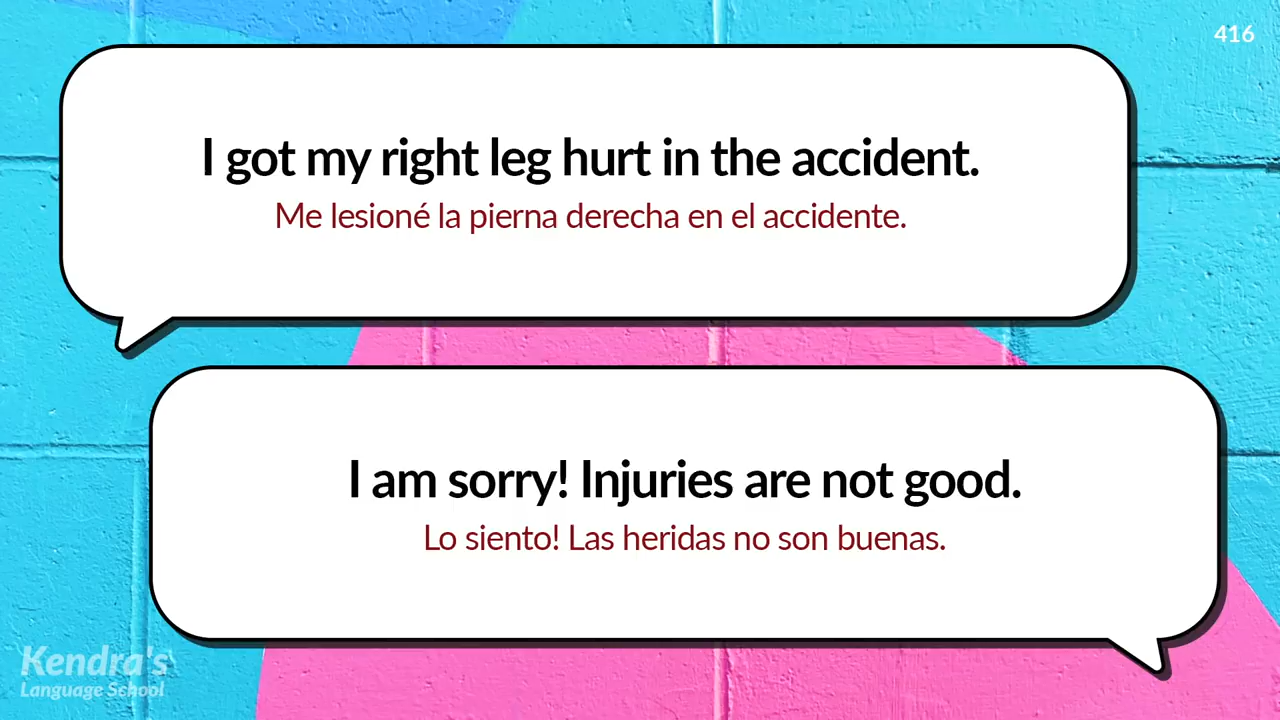 416
I got my right leg hurt in the accident.
Me lesioné la pierna derecha en el accidente.
I am sorry! Injuries are not good.
Lo siento! Las heridas no son buenas.
Kendra's
Language School